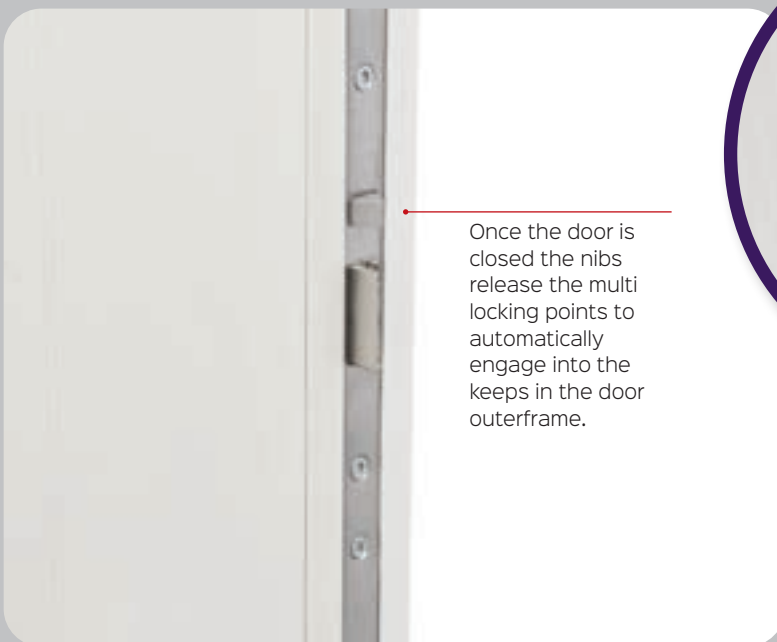 Once the door is
closed the nibs
release the multi
locking points to
automatically
engage into the
keeps in the door
outerframe.